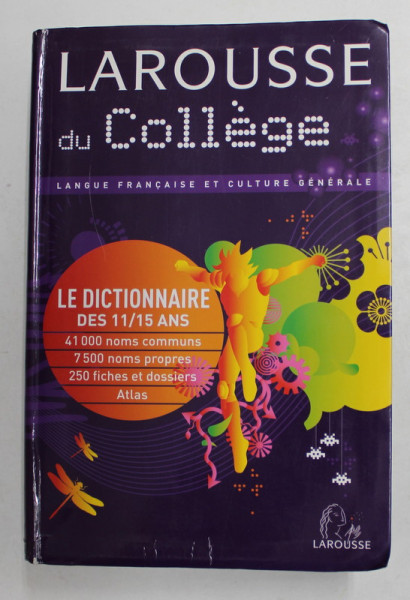 LAROUSSE
du Collège
LANGUE FRANÇAISE ET CULTURE GÉNÉRALE
LE DICTIONNAIRE
DES 11/15 ANS
41 000 noms communs
7 500 noms propres
250 fiches et dossiers
Atlas
LAROUSSE